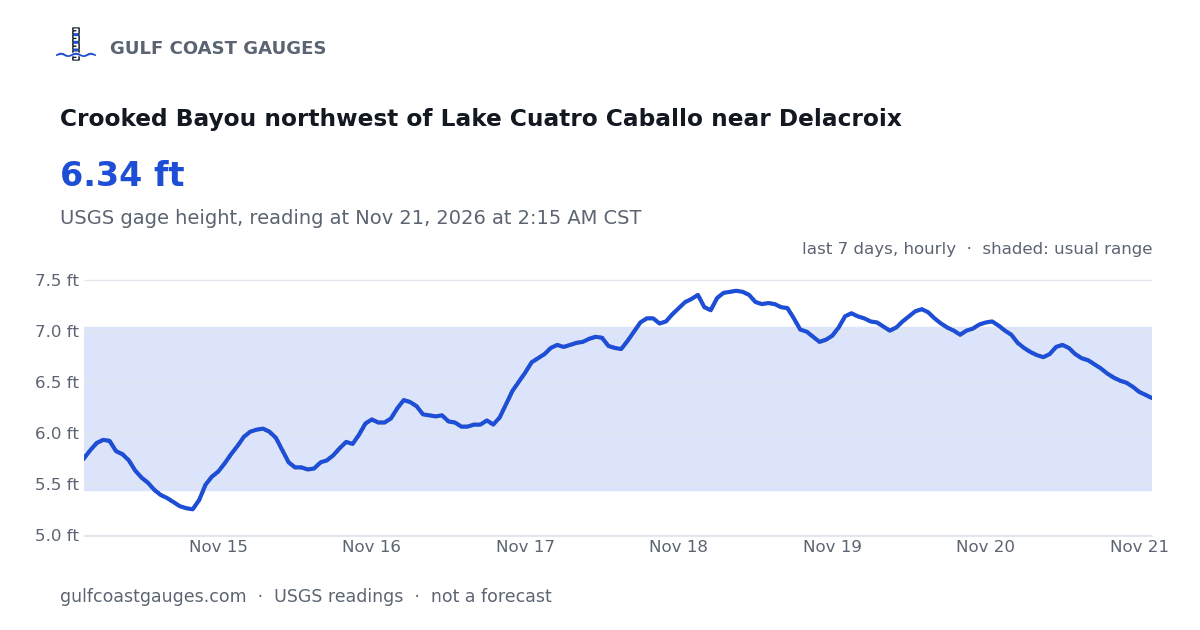 GULF COAST GAUGES
Crooked Bayou northwest of Lake Cuatro Caballo near Delacroix
6.34 ft
USGS gage height, reading at Nov 21, 2026 at 2:15 AM CST
last 7 days, hourly · shaded: usual range
7.5 ft
7.0 ft
6.5 ft
6.0 ft
5.5 ft
5.0 ft
Nov 15 Nov 16 Nov 17 Nov 18 Nov 19 Nov 20 Nov 21
gulfcoastgauges.com · USGS readings · not a forecast